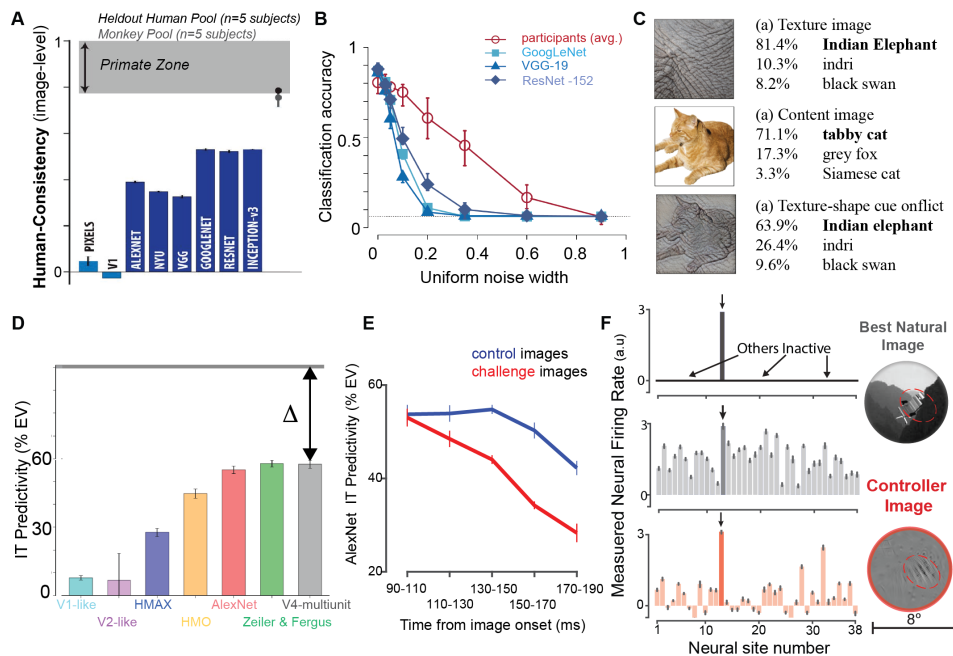 A
Heldout Human Pool (n=5 subjects)
Monkey Pool (n=5 subjects)
Human-Consistency (image-level)
1
0
Primate Zone
PIXELS
V1
ALEXNET
NYU
VGG
GOOGLENET
RESNET
INCEPTION-v3
B
Classification accuracy
1
0.5
0
participants (avg.)
GoogLeNet
VGG-19
ResNet -152
0 0.2 0.4 0.6 0.8 1
Uniform noise width
C
(a) Texture image
81.4% Indian Elephant
10.3% indri
8.2% black swan
(a) Content image
71.1% tabby cat
17.3% grey fox
3.3% Siamese cat
(a) Texture-shape cue conflict
63.9% Indian elephant
26.4% indri
9.6% black swan
D
IT Predictivity (% EV)
60
30
0
Δ
V1-like
V2-like
HMAX
HMO
AlexNet
Zeiler & Fergus
V4-multiunit
E
AlexNet IT Predictivity (% EV)
control images
challenge images
60
40
20
90-110 130-150 170-190
110-130 150-170
Time from image onset (ms)
F
Measuered Neural Firing Rate (a.u)
3
0
Others Inactive
3
0
3
0
1 10 20 30 38
Neural site number
Best Natural
Image
Controller
Image
8°